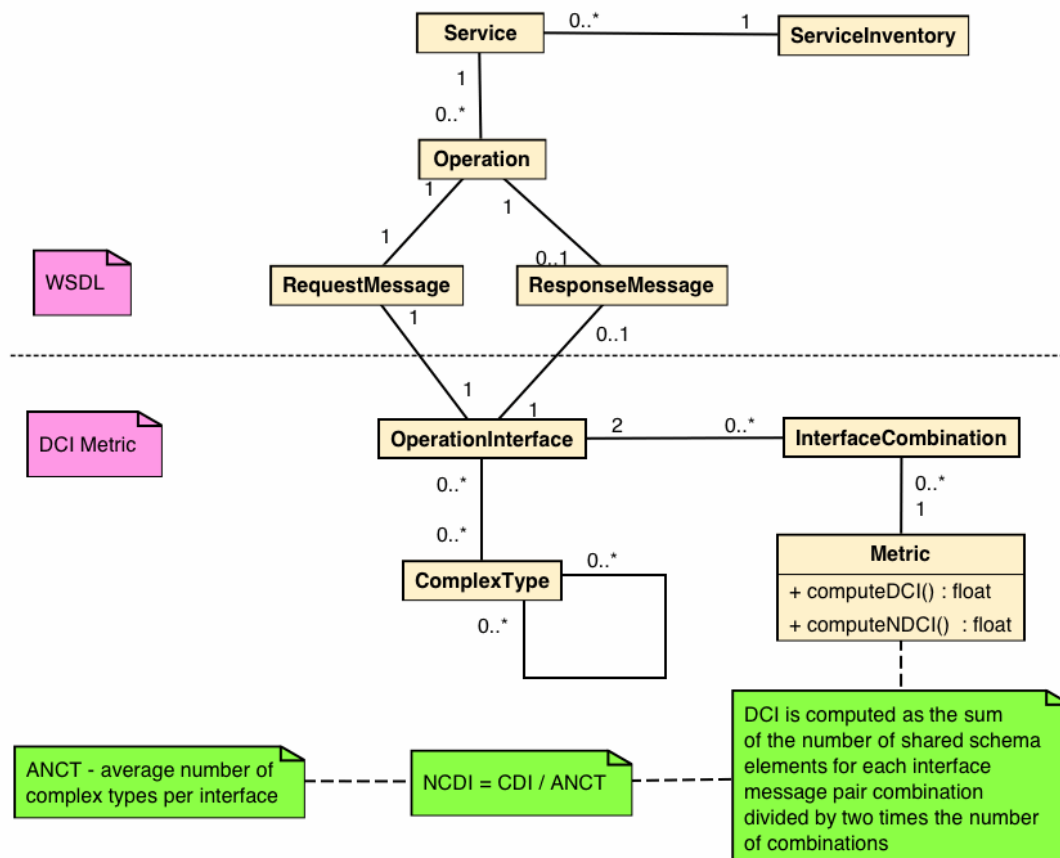 Service
0..*
1
ServiceInventory
1
0..*
Operation
1
1
1
0..1
WSDL
RequestMessage
ResponseMessage
1
0..1
1
1
DCI Metric
OperationInterface
2
0..*
InterfaceCombination
0..*
0..*
0..*
1
ComplexType
0..*
0..*
Metric
+ computeDCI() : float
+ computeNDCI() : float
DCI is computed as the sum
of the number of shared schema
elements for each interface
message pair combination
divided by two times the number
of combinations
ANCT - average number of
complex types per interface
NCDI = CDI / ANCT